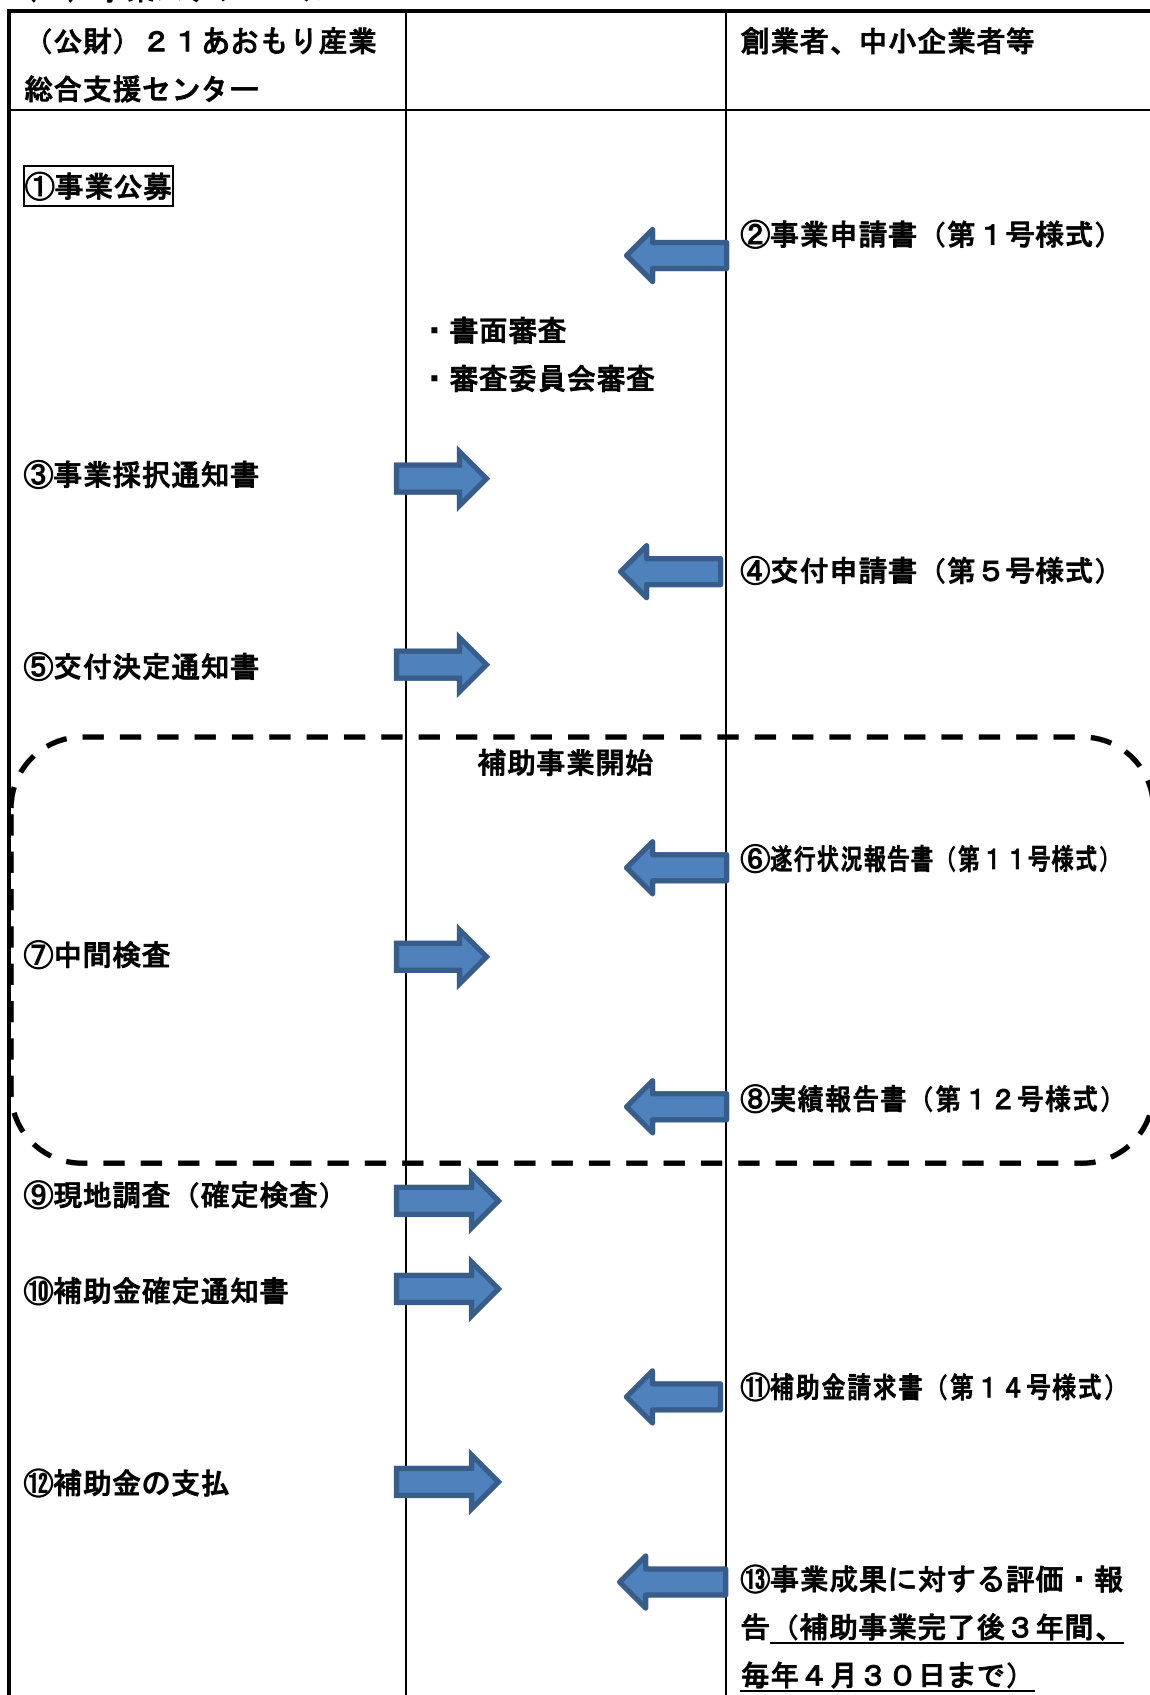 （公財）２１あおもり産業
総合支援センター
創業者、中小企業者等
①事業公募
②事業申請書（第１号様式）
・書面審査
・審査委員会審査
③事業採択通知書
④交付申請書（第５号様式）
⑤交付決定通知書
補助事業開始
⑥遂行状況報告書（第１１号様式）
⑦中間検査
⑧実績報告書（第１２号様式）
⑨現地調査（確定検査）
⑩補助金確定通知書
⑪補助金請求書（第１４号様式）
⑫補助金の支払
⑬事業成果に対する評価・報
告（補助事業完了後３年間、
毎年４月３０日まで）